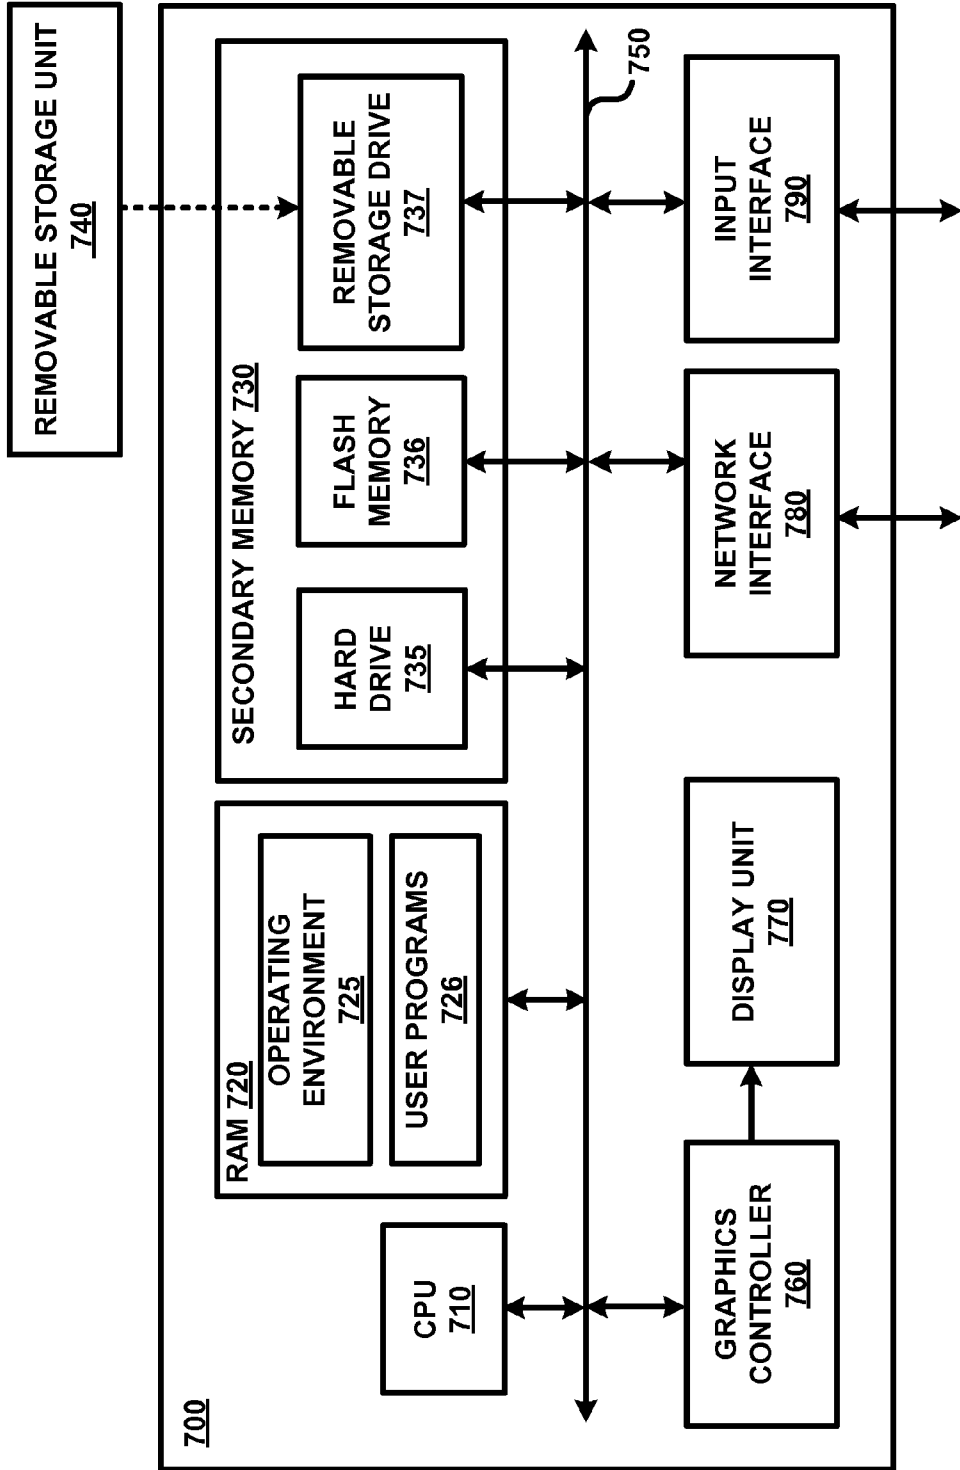 700
CPU
710
RAM 720
OPERATING
ENVIRONMENT
725
USER PROGRAMS
726
SECONDARY MEMORY 730
HARD
DRIVE
735
FLASH
MEMORY
736
REMOVABLE
STORAGE DRIVE
737
REMOVABLE STORAGE UNIT
740
750
GRAPHICS
CONTROLLER
760
DISPLAY UNIT
770
NETWORK
INTERFACE
780
INPUT
INTERFACE
790